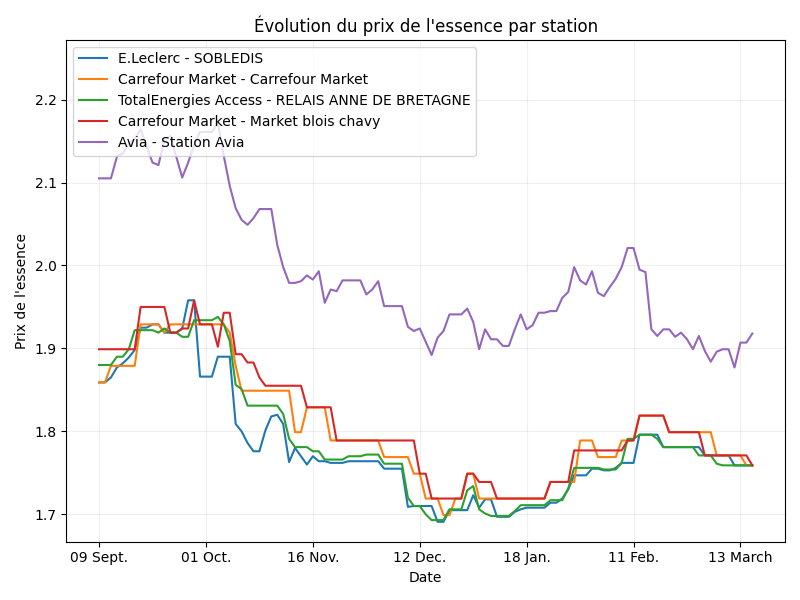 Évolution du prix de l'essence par station
E.Leclerc - SOBLEDIS
Carrefour Market - Carrefour Market
TotalEnergies Access - RELAIS ANNE DE BRETAGNE
Carrefour Market - Market blois chavy
Avia - Station Avia
Prix de l'essence
2.2
2.1
2.0
1.9
1.8
1.7
09 Sept.
01 Oct.
16 Nov.
12 Dec.
18 Jan.
11 Feb.
13 March
Date